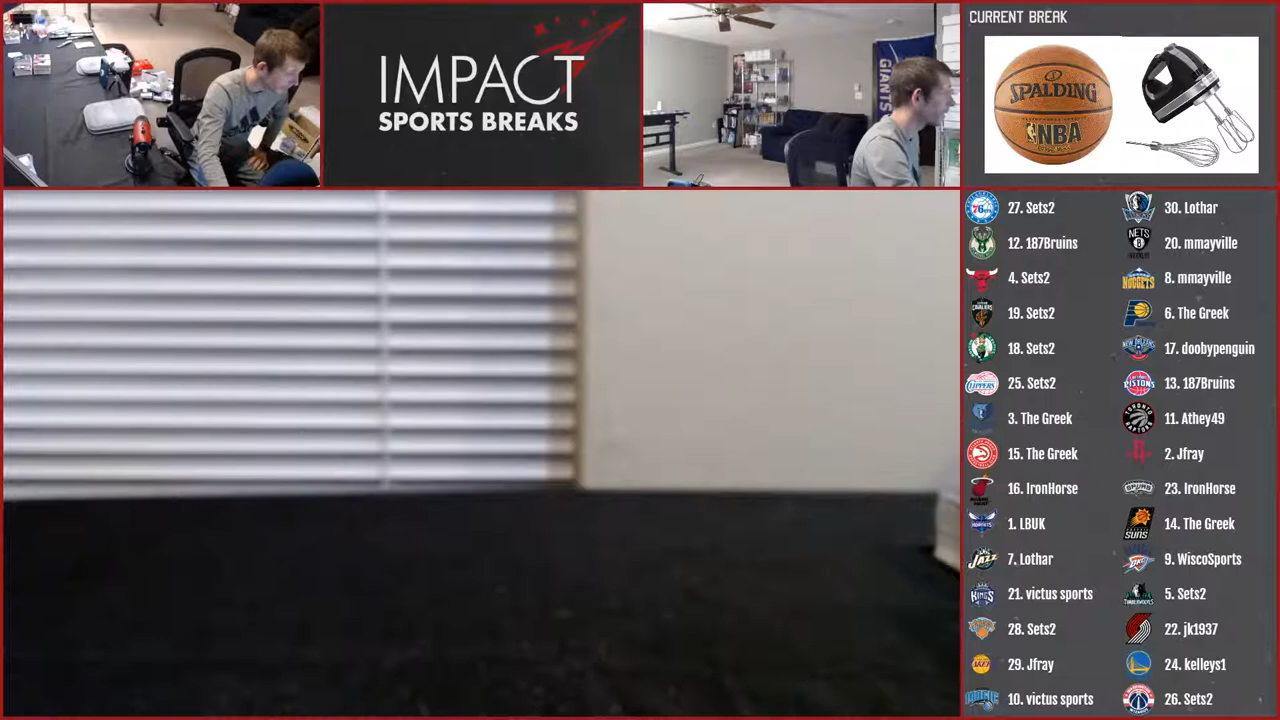 IMPACT
SPORTS BREAKS
GIANTS
CURRENT BREAK
SPALDING
NBA
27. Sets2
30. Lothar
12. 187Bruins
20. mmayville
4. Sets2
8. mmayville
19. Sets2
6. The Greek
18. Sets2
17. doobypenguin
25. Sets2
13. 187Bruins
3. The Greek
11. Athey49
15. The Greek
2. Jfray
16. IronHorse
23. IronHorse
1. LBUK
14. The Greek
7. Lothar
9. WiscoSports
21. victus sports
5. Sets2
28. Sets2
22. jk1937
29. Jfray
24. kelleys1
10. victus sports
26. Sets2